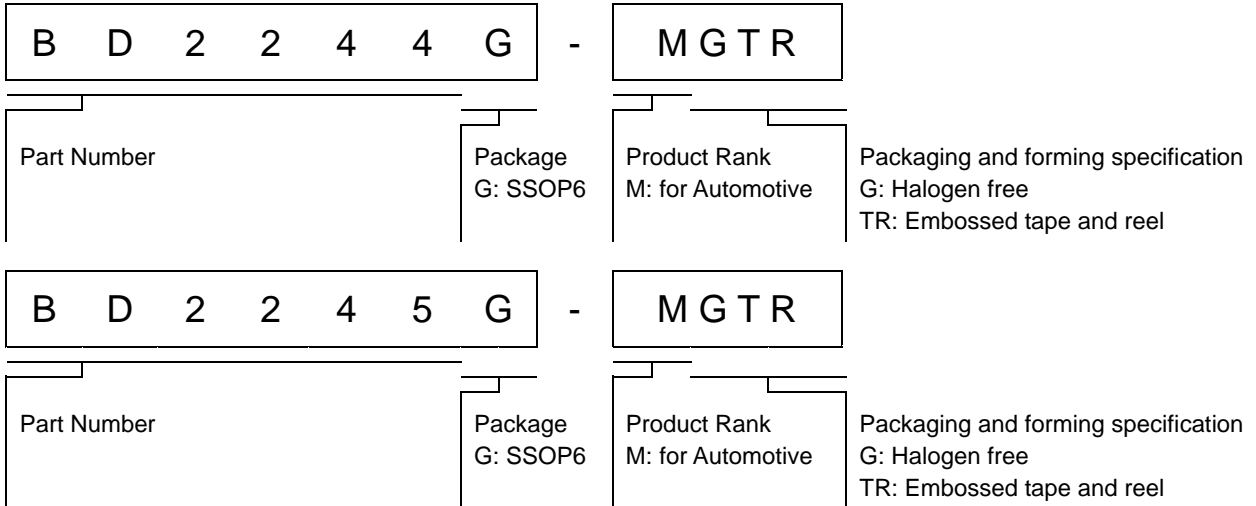 B D 2 2 4 4 G - M G T R
Part Number Package Product Rank Packaging and forming specification
G: SSOP6 M: for Automotive G: Halogen free
TR: Embossed tape and reel
B D 2 2 4 5 G - M G T R
Part Number Package Product Rank Packaging and forming specification
G: SSOP6 M: for Automotive G: Halogen free
TR: Embossed tape and reel